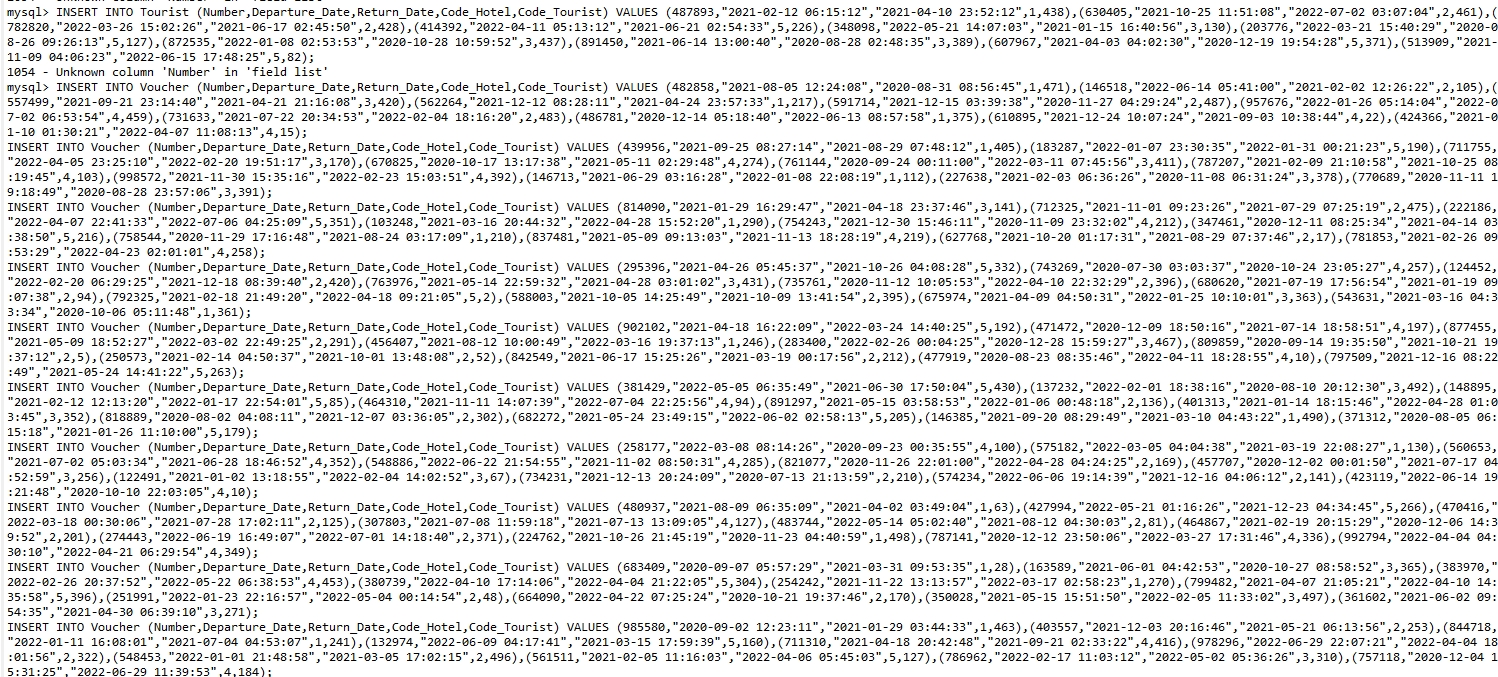 mysql> INSERT INTO Tourist (Number,Departure_Date,Return_Date,Code_Hotel,Code_Tourist) VALUES (487893,"2021-02-12 06:15:12","2021-04-10 23:52:12",1,438),(630405,"2021-10-25 11:51:08","2022-07-02 03:07:04",2,461),(
782820,"2022-03-26 15:02:26","2021-06-17 02:45:50",2,428),(414392,"2022-04-11 05:13:12","2021-06-21 02:54:33",5,226),(348098,"2022-05-21 14:07:03","2021-01-15 16:40:56",3,130),(203776,"2022-03-21 15:40:29","2020-0
8-26 09:26:13",5,127),(872535,"2022-01-08 02:53:53","2020-10-28 10:59:52",3,437),(891450,"2021-06-14 13:00:40","2020-08-28 02:48:35",3,389),(607967,"2021-04-03 04:02:30","2020-12-19 19:54:28",5,371),(513909,"2021-
11-09 04:06:23","2022-06-15 17:48:25",5,82);
1054 - Unknown column 'Number' in 'field list'
mysql> INSERT INTO Voucher (Number,Departure_Date,Return_Date,Code_Hotel,Code_Tourist) VALUES (482858,"2021-08-05 12:24:08","2020-08-31 08:56:45",1,471),(146518,"2022-06-14 05:41:00","2021-02-02 12:26:22",2,105),(
557499,"2021-09-21 23:14:40","2021-04-21 21:16:08",3,420),(562264,"2021-12-12 08:28:11","2021-04-24 23:57:33",1,217),(591714,"2021-12-15 03:39:38","2020-11-27 04:29:24",2,487),(957676,"2022-01-26 05:14:04","2022-0
7-02 06:53:54",4,459),(731633,"2021-07-22 20:34:53","2022-02-04 18:16:20",2,483),(486781,"2020-12-14 05:18:40","2022-06-13 08:57:58",1,375),(610895,"2021-12-24 10:07:24","2021-09-03 10:38:44",4,22),(424366,"2021-0
1-10 01:30:21","2022-04-07 11:08:13",4,15);
INSERT INTO Voucher (Number,Departure_Date,Return_Date,Code_Hotel,Code_Tourist) VALUES (439956,"2021-09-25 08:27:14","2021-08-29 07:48:12",1,405),(183287,"2022-01-07 23:30:35","2022-01-31 00:21:23",5,190),(711755,
"2022-04-05 23:25:10","2022-02-20 19:51:17",3,170),(670825,"2020-10-17 13:17:38","2021-05-11 02:29:48",4,274),(761144,"2020-09-24 00:11:00","2022-03-11 07:45:56",3,411),(787207,"2021-02-09 21:10:58","2021-10-25 08
:19:45",4,103),(998572,"2021-11-30 15:35:16","2022-02-23 15:03:51",4,392),(146713,"2021-06-29 03:16:28","2022-01-08 22:08:19",1,112),(227638,"2021-02-03 06:36:26","2020-11-08 06:31:24",3,378),(770689,"2020-11-11 1
9:18:49","2020-08-28 23:57:06",3,391);
INSERT INTO Voucher (Number,Departure_Date,Return_Date,Code_Hotel,Code_Tourist) VALUES (814090,"2021-01-29 16:29:47","2021-04-18 23:37:46",3,141),(712325,"2021-11-01 09:23:26","2021-07-29 07:25:19",2,475),(222186,
"2022-04-07 22:41:33","2022-07-06 04:25:09",5,351),(103248,"2021-03-16 20:44:32","2022-04-28 15:52:20",1,290),(754243,"2021-12-30 15:46:11","2020-11-09 23:32:02",4,212),(347461,"2020-12-11 08:25:34","2021-04-14 03
:38:50",5,216),(758544,"2020-11-29 17:16:48","2021-08-24 03:17:09",1,210),(837481,"2021-05-09 09:13:03","2021-11-13 18:28:19",4,219),(627768,"2021-10-20 01:17:31","2021-08-29 07:37:46",2,17),(781853,"2021-02-26 09
:53:29","2022-04-23 02:01:01",4,258);
INSERT INTO Voucher (Number,Departure_Date,Return_Date,Code_Hotel,Code_Tourist) VALUES (295396,"2021-04-26 05:45:37","2021-10-26 04:08:28",5,332),(743269,"2020-07-30 03:03:37","2020-10-24 23:05:27",4,257),(124452,
"2022-02-20 06:29:25","2021-12-18 08:39:40",2,420),(763976,"2021-05-14 22:59:32","2021-04-28 03:01:02",3,431),(735761,"2020-11-12 10:05:53","2022-04-10 22:32:29",2,396),(680620,"2021-07-19 17:56:54","2021-01-19 09
:07:38",2,94),(792325,"2021-02-18 21:49:20","2022-04-18 09:21:05",5,2),(588003,"2021-10-05 14:25:49","2021-10-09 13:41:54",2,395),(675974,"2021-04-09 04:50:31","2022-01-25 10:10:01",3,363),(543631,"2021-03-16 04:3
3:34","2020-10-06 05:11:48",1,361);
INSERT INTO Voucher (Number,Departure_Date,Return_Date,Code_Hotel,Code_Tourist) VALUES (902102,"2021-04-18 16:22:17","2022-03-24 14:40:25",5,192),(471472,"2020-12-09 18:50:16","2021-07-14 18:58:51",4,197),(877455,
"2021-05-09 18:52:27","2022-03-02 22:49:25",2,291),(456407,"2021-08-12 10:00:49","2022-03-16 19:37:13",1,246),(283400,"2022-02-26 00:04:25","2020-12-28 15:59:27",3,467),(809859,"2020-09-14 19:35:50","2021-10-21 19
:37:12",2,5),(250573,"2021-02-14 04:50:37","2021-10-01 13:48:08",2,52),(842549,"2021-06-17 15:25:26","2021-03-19 00:17:56",2,212),(477919,"2020-08-23 08:35:46","2022-04-11 18:28:55",4,10),(797509,"2021-12-16 08:22
:49","2021-05-24 14:41:22",5,263);
INSERT INTO Voucher (Number,Departure_Date,Return_Date,Code_Hotel,Code_Tourist) VALUES (381429,"2022-05-05 06:35:49","2021-06-30 17:50:04",5,430),(137232,"2022-02-01 18:38:16","2020-08-10 20:12:30",3,492),(148895,
"2021-02-12 12:13:20","2022-01-17 22:54:01",5,85),(464310,"2021-11-11 14:07:39","2022-07-04 22:25:56",4,94),(891297,"2021-05-15 03:58:53","2022-01-06 00:48:18",2,136),(401313,"2021-01-14 18:15:46","2022-04-28 01:0
3:45",3,352),(818889,"2020-08-02 04:08:11","2021-12-07 03:36:05",2,302),(682272,"2021-05-24 23:49:15","2022-06-02 02:58:13",5,205),(146385,"2021-09-20 08:29:49","2021-03-10 04:43:22",1,490),(371312,"2020-08-05 06:
15:18","2021-01-26 11:10:00",5,179);
INSERT INTO Voucher (Number,Departure_Date,Return_Date,Code_Hotel,Code_Tourist) VALUES (258177,"2022-03-08 08:14:26","2020-09-23 00:35:55",4,100),(575182,"2022-03-05 04:04:38","2021-03-19 22:08:27",1,130),(560653,
"2021-07-02 05:03:34","2021-06-28 18:46:52",4,352),(548886,"2022-06-22 21:54:55","2021-11-02 08:50:31",4,285),(821077,"2020-11-26 22:01:00","2022-04-28 04:24:25",2,169),(457707,"2020-12-02 00:01:50","2021-07-17 04
:52:59",3,256),(122491,"2021-01-02 13:18:55","2022-02-04 14:02:52",3,67),(734231,"2021-12-13 20:24:09","2020-07-13 21:13:59",2,210),(574234,"2022-06-06 19:14:39","2021-12-16 04:06:12",2,141),(423119,"2022-06-14 19
:21:48","2020-10-10 22:03:05",4,10);
INSERT INTO Voucher (Number,Departure_Date,Return_Date,Code_Hotel,Code_Tourist) VALUES (480937,"2021-08-09 06:35:09","2021-04-02 03:49:04",1,63),(427994,"2022-05-21 01:16:26","2021-12-23 04:34:45",5,266),(470416,"
2022-03-18 00:30:06","2021-07-28 17:02:11",2,125),(307803,"2021-07-08 11:59:18","2021-07-13 13:09:05",4,127),(483744,"2022-05-14 05:02:40","2021-08-12 04:30:03",2,81),(464867,"2021-02-19 20:15:29","2020-12-06 14:3
9:52",2,201),(274443,"2022-06-19 16:49:07","2022-07-01 14:18:40",2,371),(224762,"2021-10-26 21:45:19","2020-11-23 04:40:59",1,498),(787141,"2020-12-12 23:50:06","2022-03-27 17:31:46",4,336),(992794,"2022-04-04 04:
30:10","2022-04-21 06:29:54",4,349);
INSERT INTO Voucher (Number,Departure_Date,Return_Date,Code_Hotel,Code_Tourist) VALUES (683409,"2020-09-07 05:57:29","2021-03-31 09:53:35",1,28),(163589,"2021-06-01 04:42:53","2020-10-27 08:58:52",3,365),(383970,"
2022-02-26 20:37:52","2022-05-22 06:38:53",4,453),(380739,"2022-04-10 17:14:06","2022-04-04 21:22:05",5,304),(254242,"2021-11-22 13:13:57","2022-03-17 02:58:23",1,270),(799482,"2021-04-07 21:05:21","2022-04-10 14:
35:58",5,396),(251991,"2022-01-23 22:16:57","2022-05-04 00:14:54",2,48),(664090,"2022-04-22 07:25:24","2020-10-21 19:37:46",2,170),(350028,"2021-05-15 15:51:50","2022-02-05 11:33:02",3,497),(361602,"2021-06-02 09:
54:35","2021-04-30 06:39:10",3,271);
INSERT INTO Voucher (Number,Departure_Date,Return_Date,Code_Hotel,Code_Tourist) VALUES (985580,"2020-09-02 12:23:11","2021-01-29 03:44:33",1,463),(403557,"2021-12-03 20:16:46","2021-05-21 06:13:56",2,253),(844718,
"2022-01-11 16:08:01","2021-07-04 04:53:07",1,241),(132974,"2022-06-09 04:17:41","2021-03-15 17:59:39",5,160),(711310,"2021-04-18 20:42:48","2021-09-21 02:33:22",4,416),(978296,"2022-06-29 22:07:21","2022-04-04 18
:01:56",2,322),(548453,"2022-01-01 21:48:58","2021-03-05 17:02:15",2,496),(561511,"2021-02-05 11:16:03","2022-04-06 05:45:03",5,127),(786962,"2022-02-17 11:03:12","2022-05-02 05:36:26",3,310),(757118,"2020-12-04 1
5:31:25","2022-06-29 11:39:53",4,184);